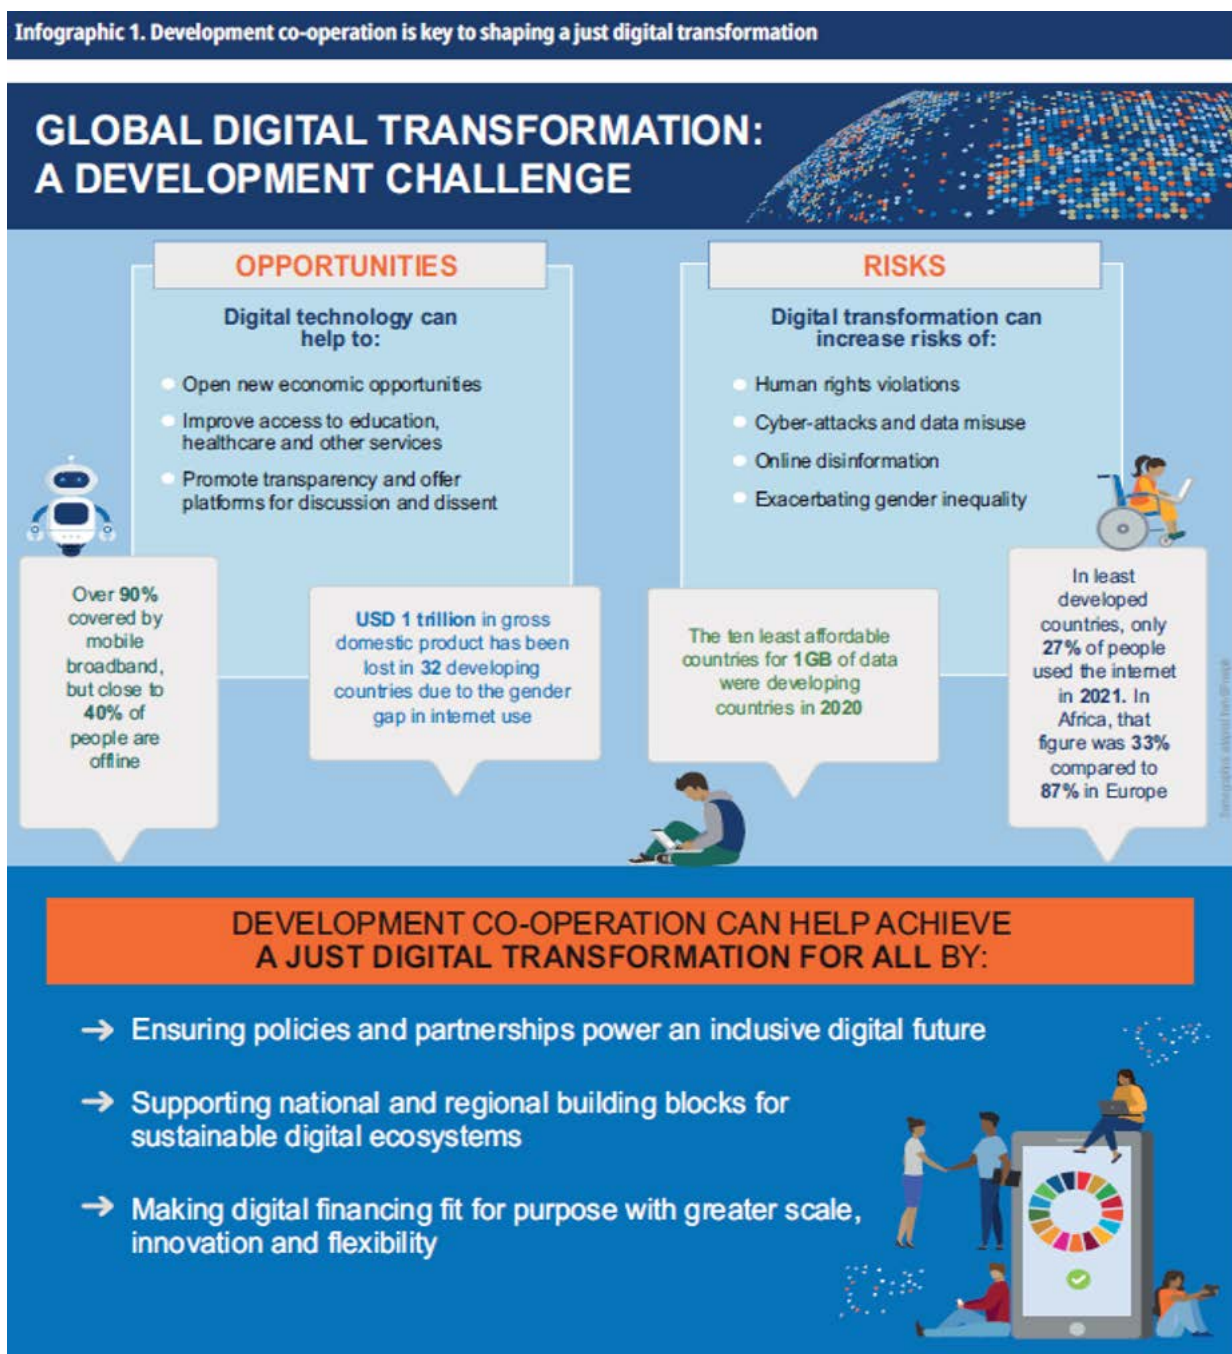 Infographic 1. Development co-operation is key to shaping a just digital transformation
GLOBAL DIGITAL TRANSFORMATION:
A DEVELOPMENT CHALLENGE
OPPORTUNITIES
Digital technology can
help to:
Open new economic opportunities
Improve access to education,
healthcare and other services
Promote transparency and offer
platforms for discussion and dissent
RISKS
Digital transformation can
increase risks of:
Human rights violations
Cyber-attacks and data misuse
Online disinformation
Exacerbating gender inequality
Over 90%
covered by
mobile
broadband,
but close to
40% of
people are
offline
USD 1 trillion in gross
domestic product has been
lost in 32 developing
countries due to the gender
gap in internet use
The ten least affordable
countries for 1GB of data
were developing
countries in 2020
In least
developed
countries, only
27% of people
used the internet
in 2021. In
Africa, that
figure was 33%
compared to
87% in Europe
DEVELOPMENT CO-OPERATION CAN HELP ACHIEVE
A JUST DIGITAL TRANSFORMATION FOR ALL BY:
→ Ensuring policies and partnerships power an inclusive digital future
→ Supporting national and regional building blocks for
sustainable digital ecosystems
→ Making digital financing fit for purpose with greater scale,
innovation and flexibility